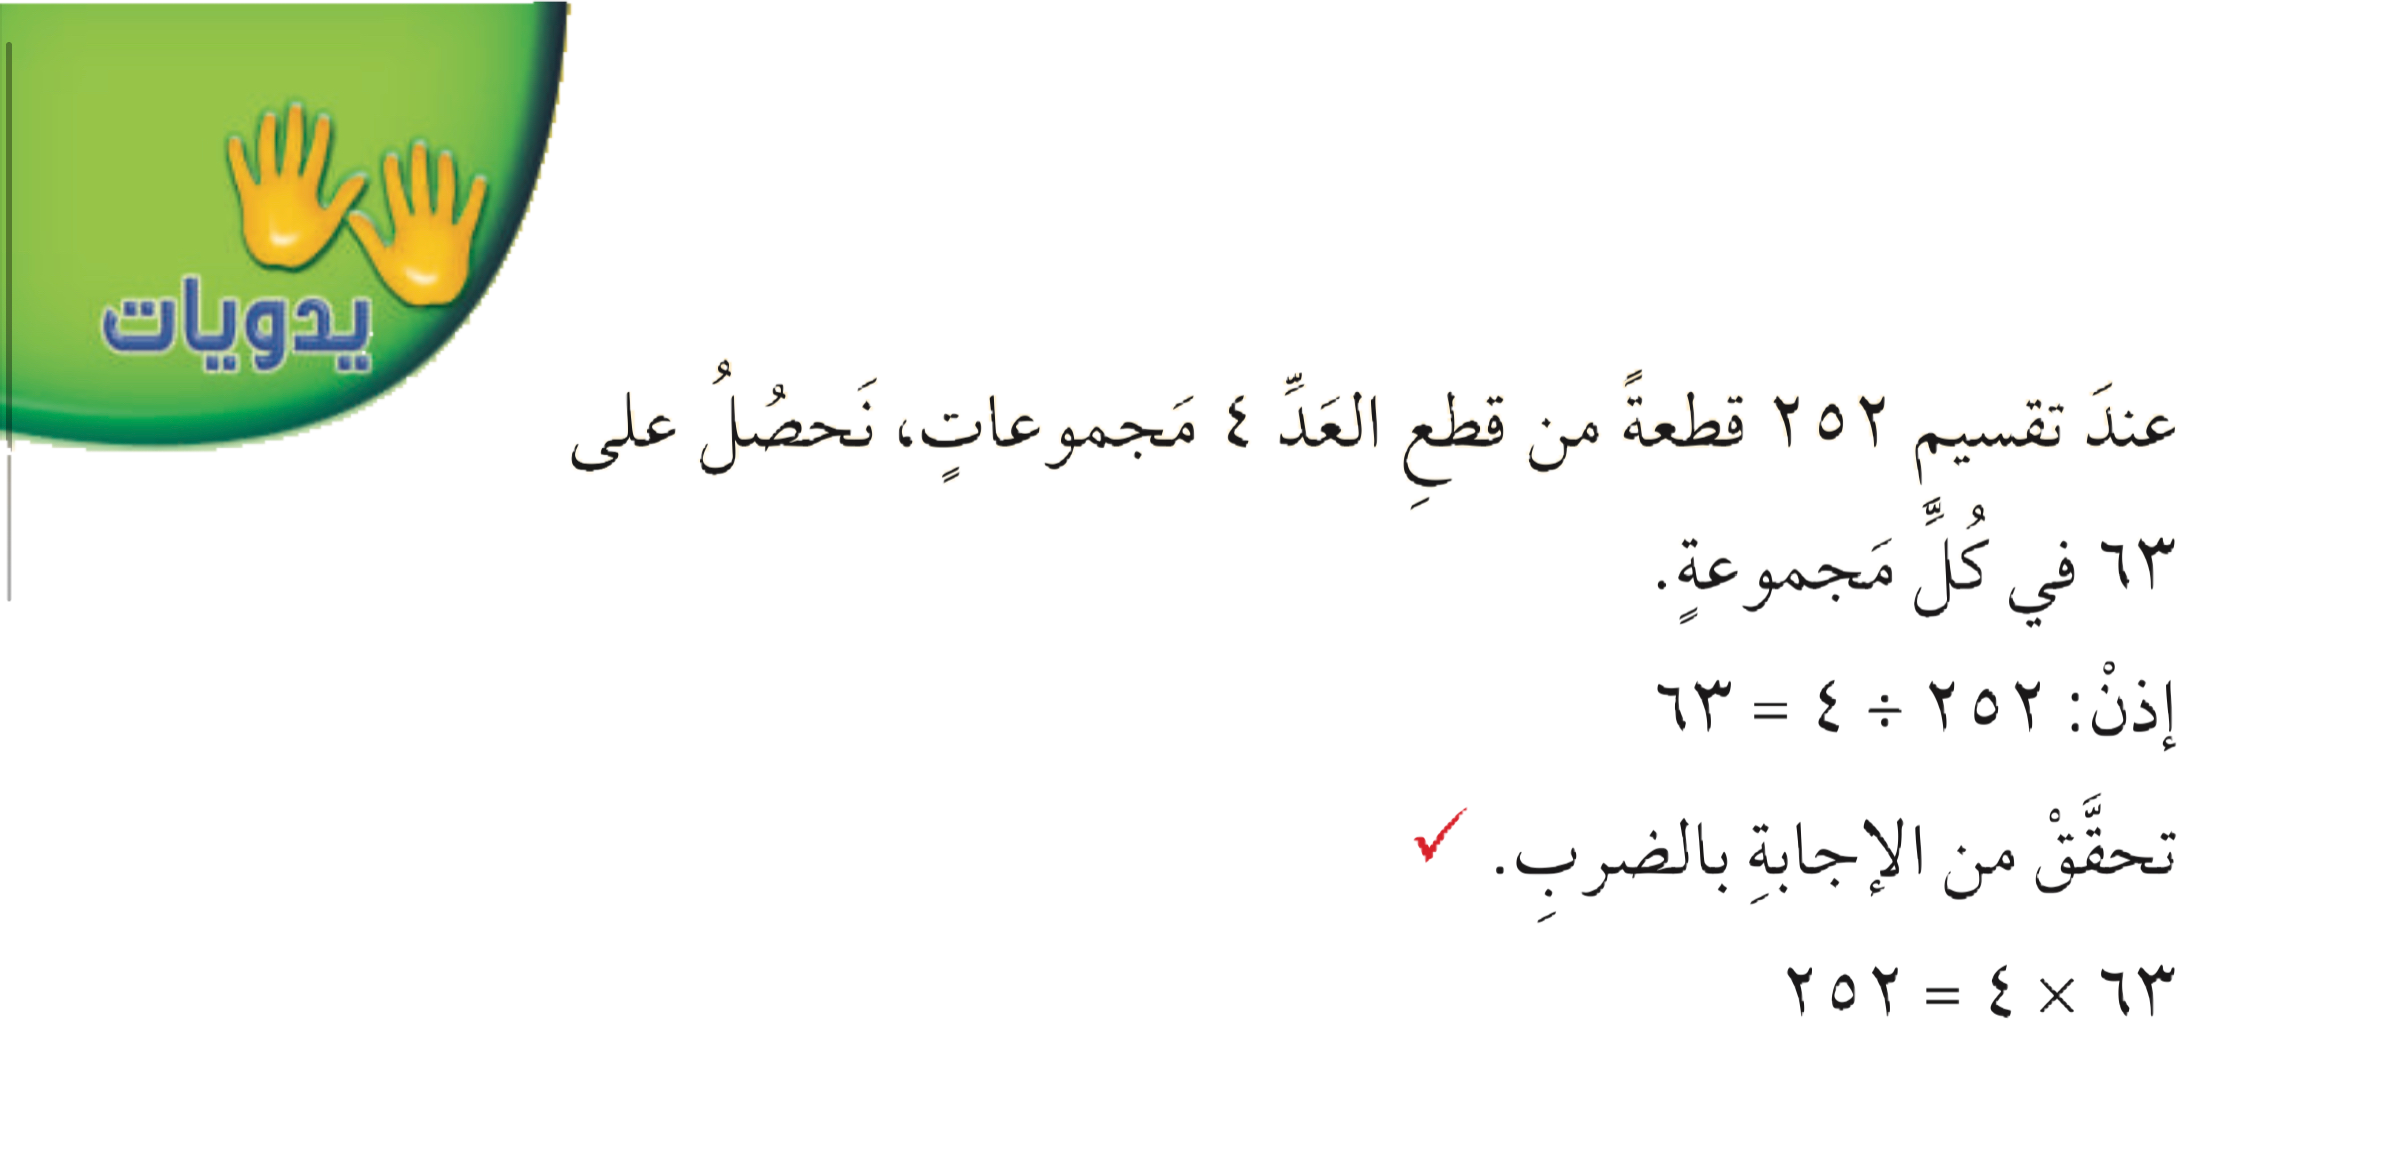 يدويات
عندَ تقسيم ٢٥٢ قطعةً من قطعِ العَدِّ ٤ مَجموعاتٍ، نَحصُلُ على
٦٣ في كُلِّ مَجموعةٍ.
إذنْ: ٢٥٢ ÷ ٤ = ٦٣
تحقَّقْ من الإجابةِ بالضربِ. ✓
٦٣ × ٤ = ٢٥٢